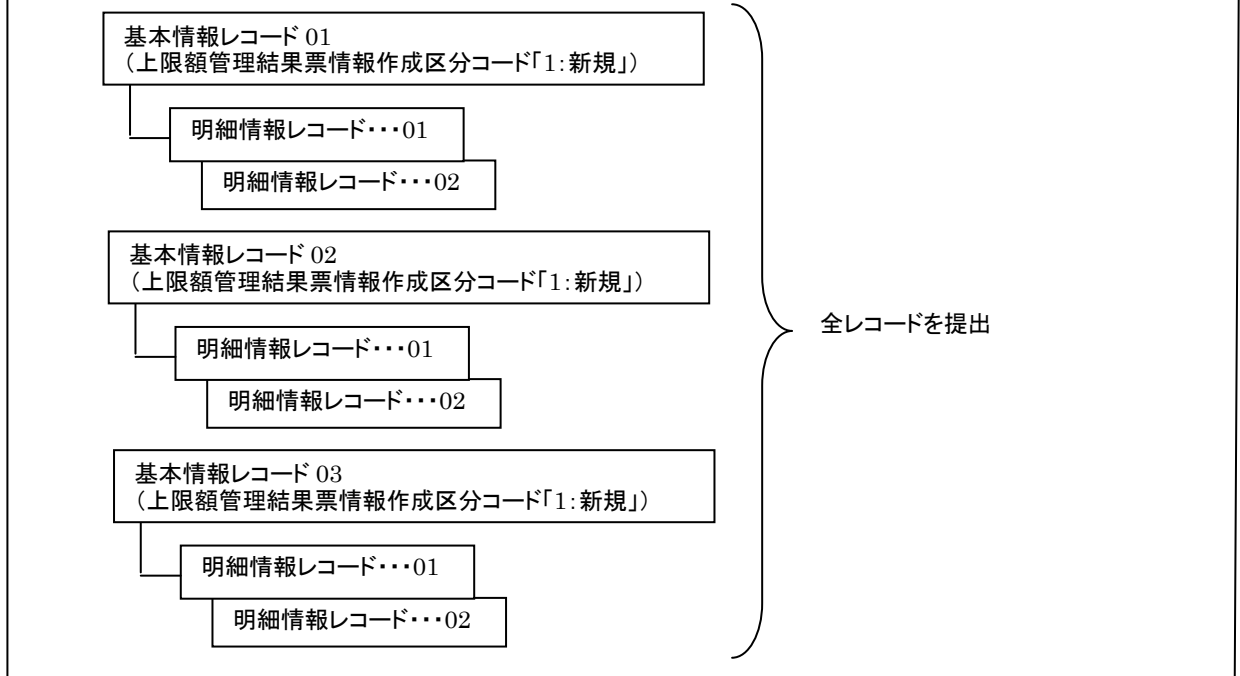 基本情報レコード 01
（上限額管理結果票情報作成区分コード「1：新規」）
明細情報レコード・・・01
明細情報レコード・・・02
基本情報レコード 02
（上限額管理結果票情報作成区分コード「1：新規」）
全レコードを提出
明細情報レコード・・・01
明細情報レコード・・・02
基本情報レコード 03
（上限額管理結果票情報作成区分コード「1：新規」）
明細情報レコード・・・01
明細情報レコード・・・02